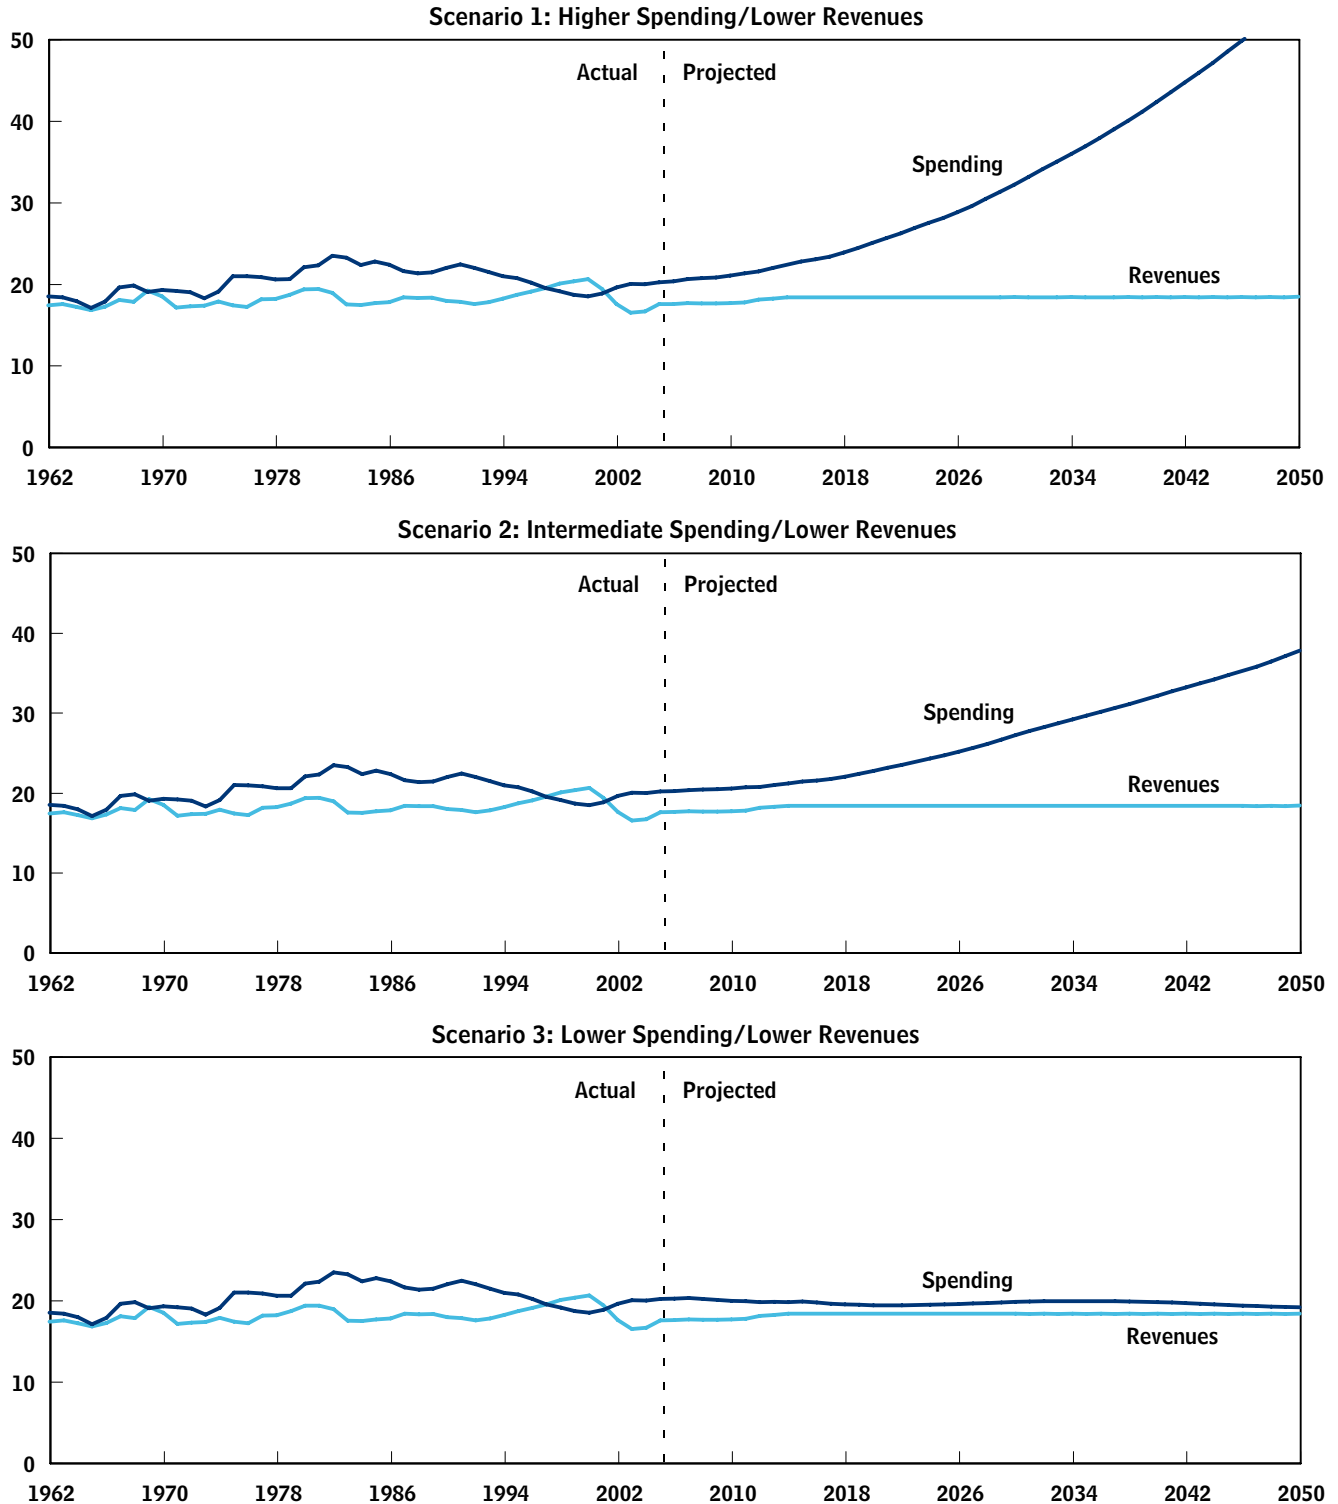 Scenario 1: Higher Spending/Lower Revenues
50
Actual Projected
40
Spending
30
Revenues
20
10
0
1962 1970 1978 1986 1994 2002 2010 2018 2026 2034 2042 2050
Scenario 2: Intermediate Spending/Lower Revenues
50
Actual Projected
40
30
Spending
Revenues
20
10
0
1962 1970 1978 1986 1994 2002 2010 2018 2026 2034 2042 2050
Scenario 3: Lower Spending/Lower Revenues
50
Actual Projected
40
30
Spending
20
Revenues
10
0
1962 1970 1978 1986 1994 2002 2010 2018 2026 2034 2042 2050